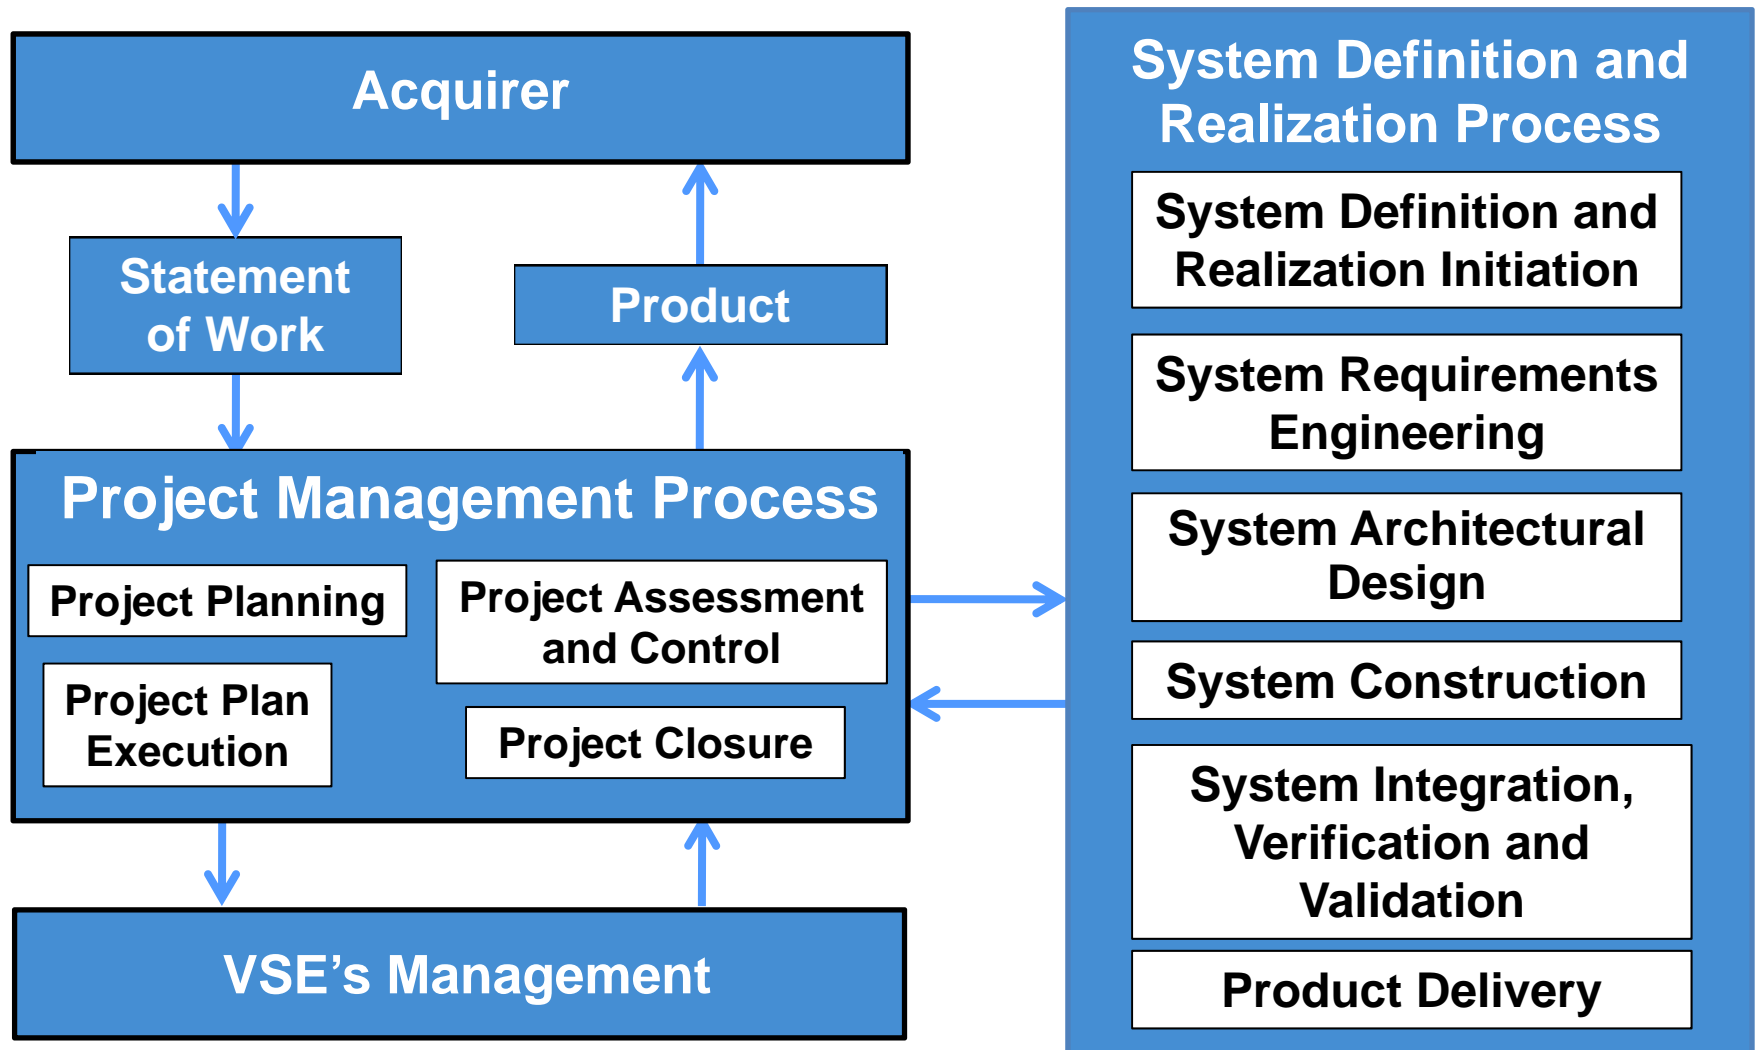 Acquirer
Statement
of Work
Product
Project Management Process
Project Planning
Project Assessment
and Control
Project Plan
Execution
Project Closure
VSE’s Management
System Definition and
Realization Process
System Definition and
Realization Initiation
System Requirements
Engineering
System Architectural
Design
System Construction
System Integration,
Verification and
Validation
Product Delivery